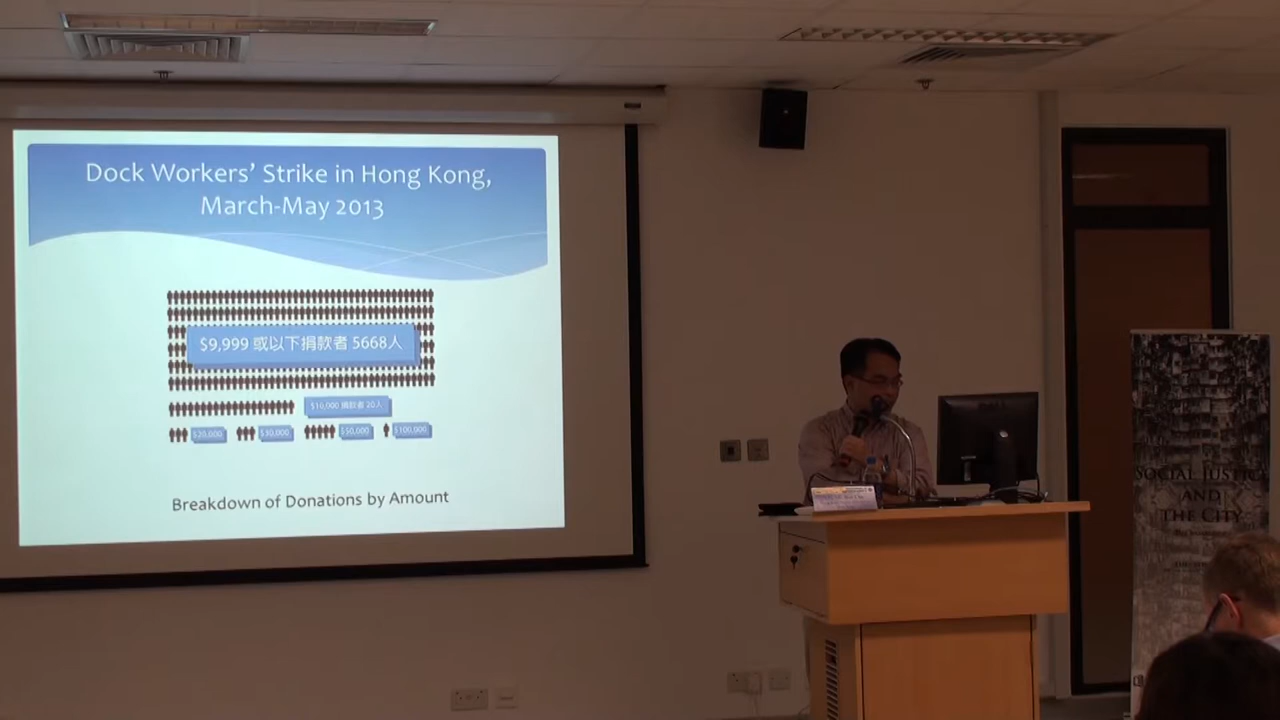 Dock Workers’ Strike in Hong Kong,
March-May 2013
$9,999 或以下捐款者 5668人
$10,000 捐款者 20人
$20,000
$30,000
$50,000
$100,000
Breakdown of Donations by Amount
SOCIAL JUSTICE
AND
THE CITY